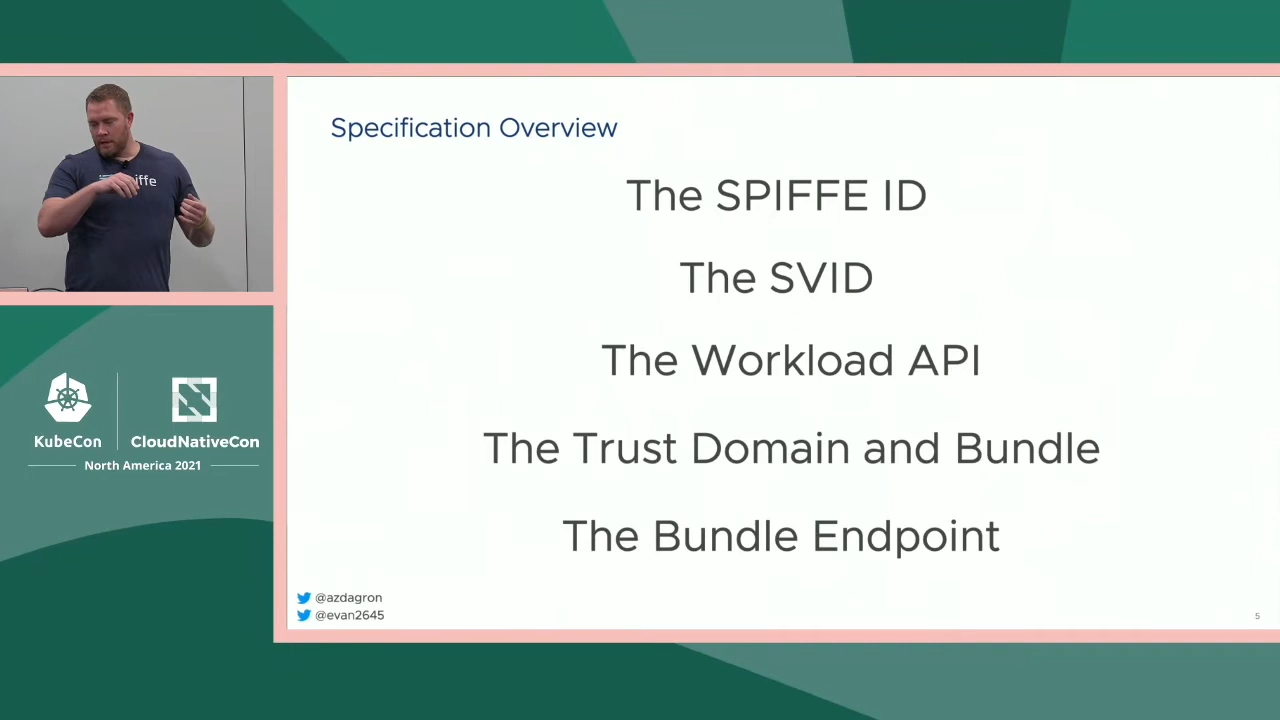 Specification Overview
The SPIFFE ID
The SVID
The Workload API
The Trust Domain and Bundle
The Bundle Endpoint
@azdagron
@evan2645
5
KubeCon
CloudNativeCon
North America 2021